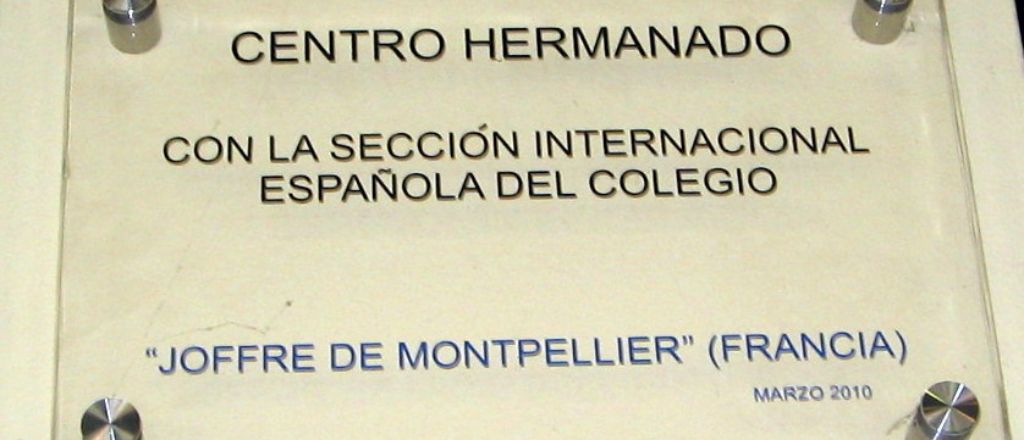 CENTRO HERMANADO
CON LA SECCIÓN INTERNACIONAL
ESPAÑOLA DEL COLEGIO
“JOFFRE DE MONTPELLIER” (FRANCIA)
MARZO 2010